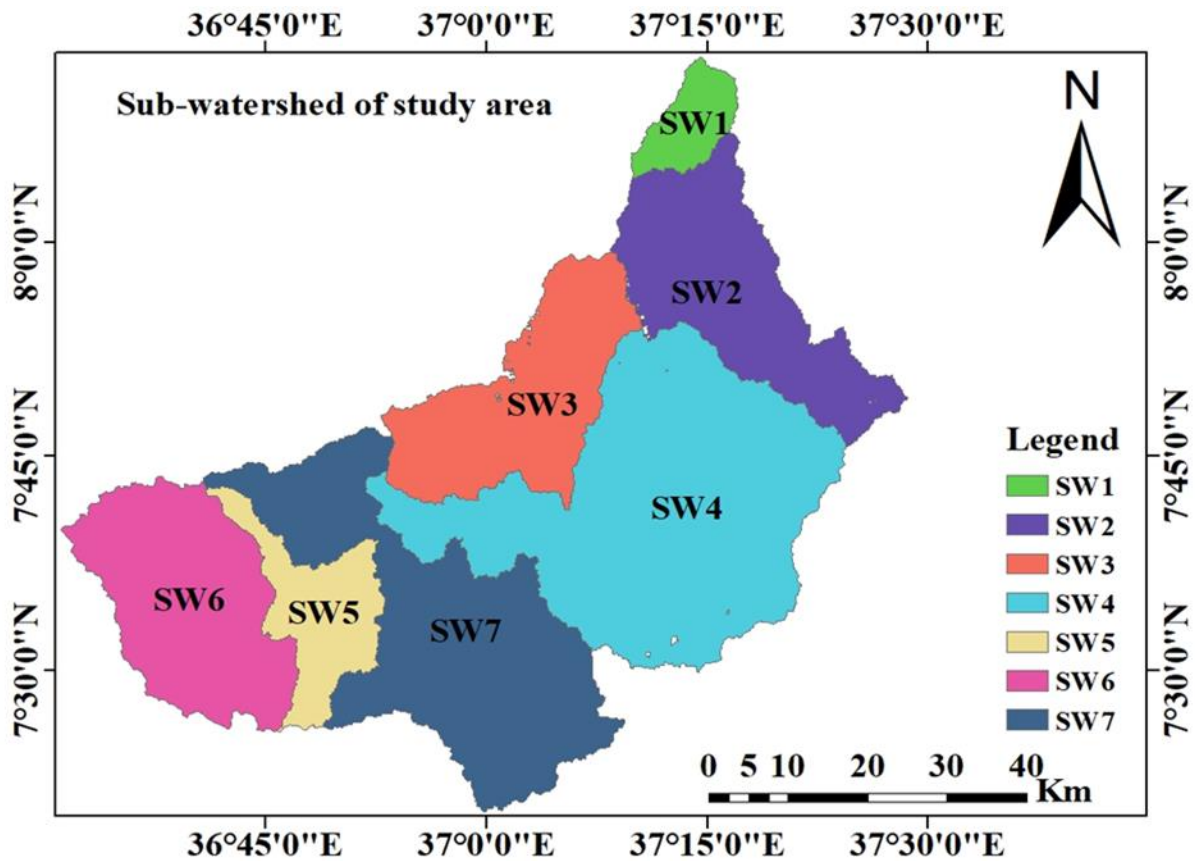 36°45'0"E 37°0'0"E 37°15'0"E 37°30'0"E
Sub-watershed of study area
N
SW1
8°0'0"N 8°0'0"N
SW2
SW3
7°45'0"N 7°45'0"N
SW4
SW6 SW5 SW7
7°30'0"N 7°30'0"N
Legend
SW1
SW2
SW3
SW4
SW5
SW6
SW7
0 5 10 20 30 40
Km
36°45'0"E 37°0'0"E 37°15'0"E 37°30'0"E